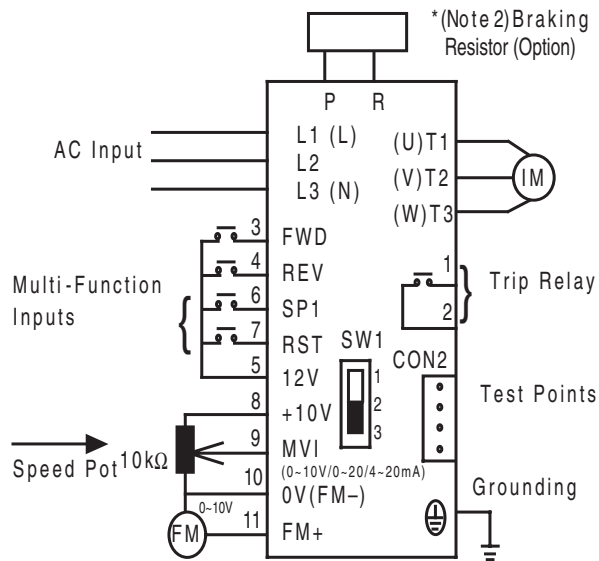 *(Note 2)Braking
Resistor (Option)
P R
AC Input
L1 (L)
L2
L3 (N)
(U)T1
(V)T2
(W)T3
IM
3 FWD
4 REV
6 SP1
7 RST
5 12V
Multi-Function
Inputs
1
2
Trip Relay
SW1
1
2
3
CON2
Test Points
8 +10V
9 MVI
(0~10V/0~20/4~20mA)
Speed Pot 10kΩ
10 0V(FM–)
0~10V
FM 11 FM+
Grounding